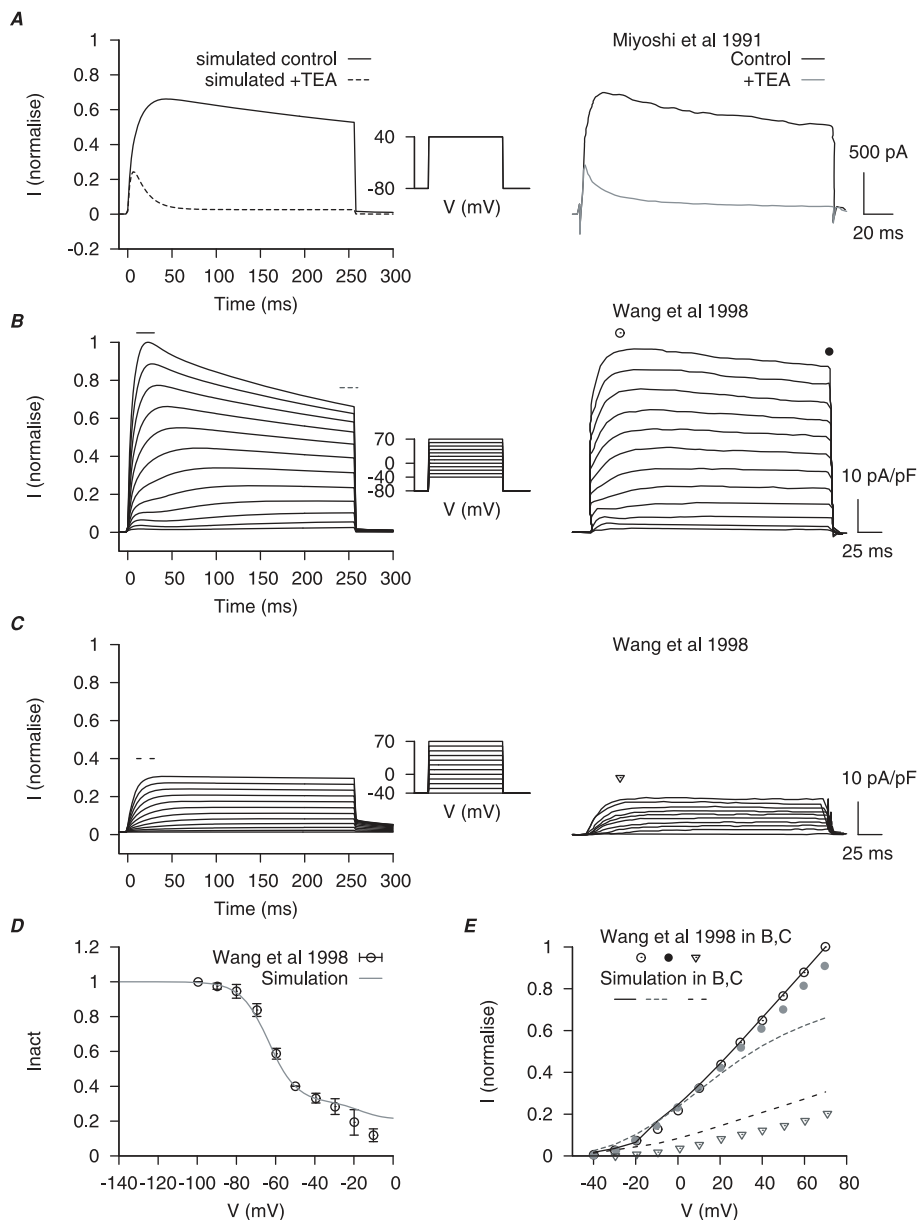 A
Miyoshi et al 1991
simulated control
simulated +TEA
Control
+TEA
I (normalise)
1
0.8
0.6
0.4
0.2
0
-0.2
0 50 100 150 200 250 300
Time (ms)
40
-80
V (mV)
500 pA
20 ms
B
Wang et al 1998
I (normalise)
1
0.8
0.6
0.4
0.2
0
0 50 100 150 200 250 300
Time (ms)
70
0
-40
-80
V (mV)
10 pA/pF
25 ms
C
Wang et al 1998
I (normalise)
1
0.8
0.6
0.4
0.2
0
0 50 100 150 200 250 300
Time (ms)
70
0
-40
V (mV)
10 pA/pF
25 ms
D
Wang et al 1998
Simulation
Inact
1.2
1
0.8
0.6
0.4
0.2
0
-140 -120 -100 -80 -60 -40 -20 0
V (mV)
E
Wang et al 1998 in B,C
Simulation in B,C
I (normalise)
1
0.8
0.6
0.4
0.2
0
-40 -20 0 20 40 60 80
V (mV)